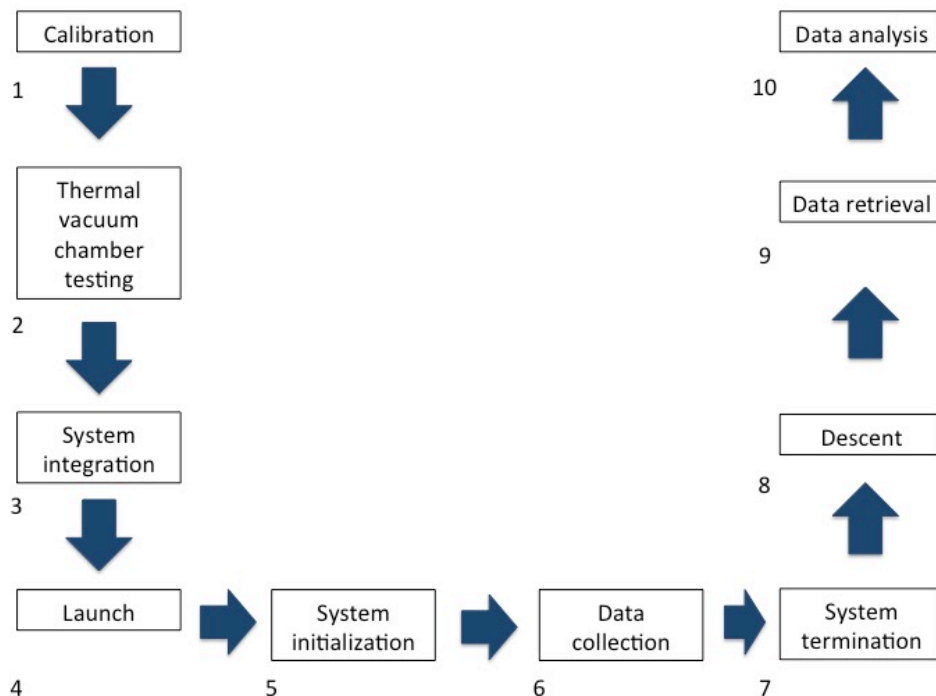 Calibration
1
Thermal
vacuum
chamber
testing
2
System
integration
3
Launch
4
System
initialization
5
Data
collection
6
System
termination
7
Descent
8
Data retrieval
9
Data analysis
10